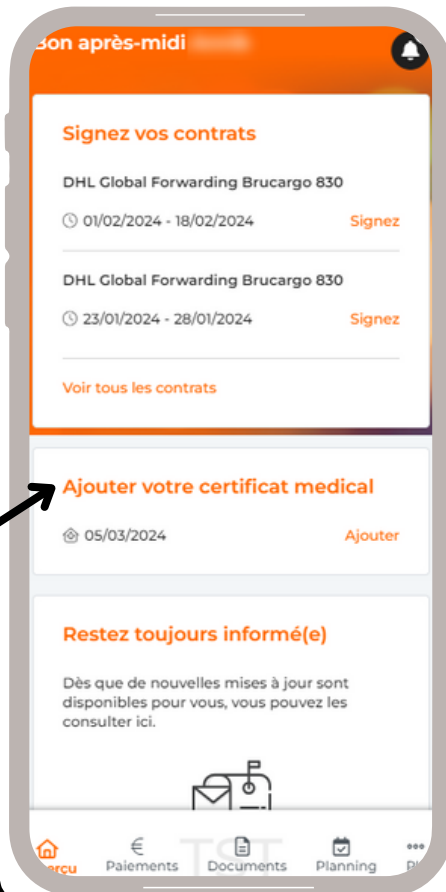 Bon après-midi
Signez vos contrats
DHL Global Forwarding Brucargo 830
01/02/2024 - 18/02/2024 Signez
DHL Global Forwarding Brucargo 830
23/01/2024 - 28/01/2024 Signez
Voir tous les contrats
Ajouter votre certificat medical
05/03/2024 Ajouter
Restez toujours informé(e)
Dès que de nouvelles mises à jour sont
disponibles pour vous, vous pouvez les
consulter ici.
TST
Paiements Documents Planning